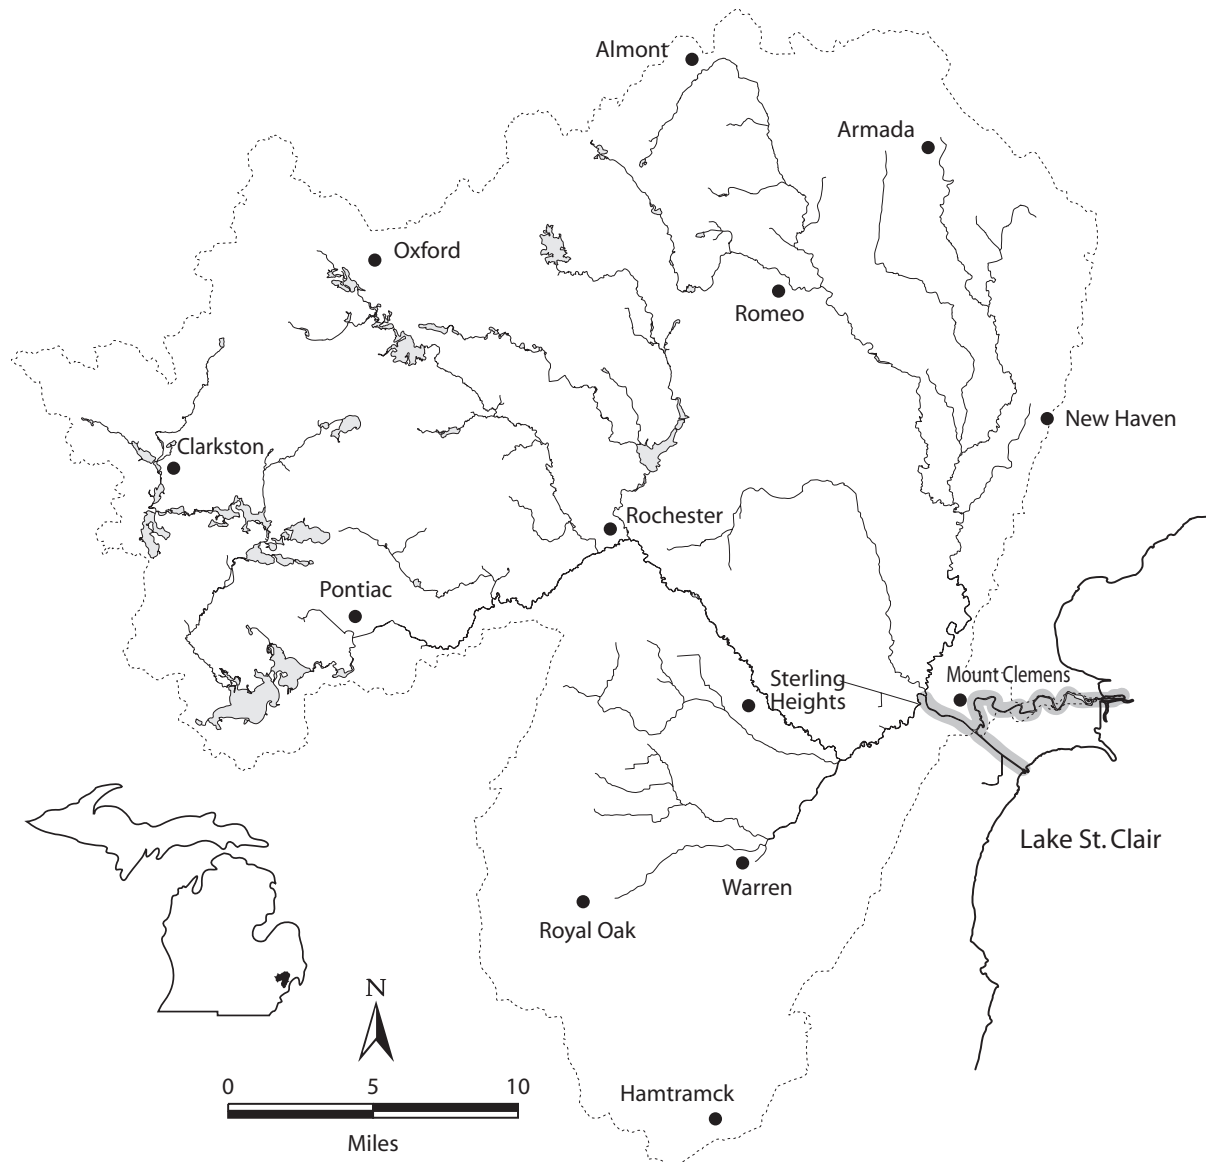 Almont
Armada
Oxford
Romeo
New Haven
Clarkston
Rochester
Pontiac
Mount Clemens
Sterling
Heights
Lake St. Clair
Warren
Royal Oak
N
0 5 10
Miles
Hamtramck